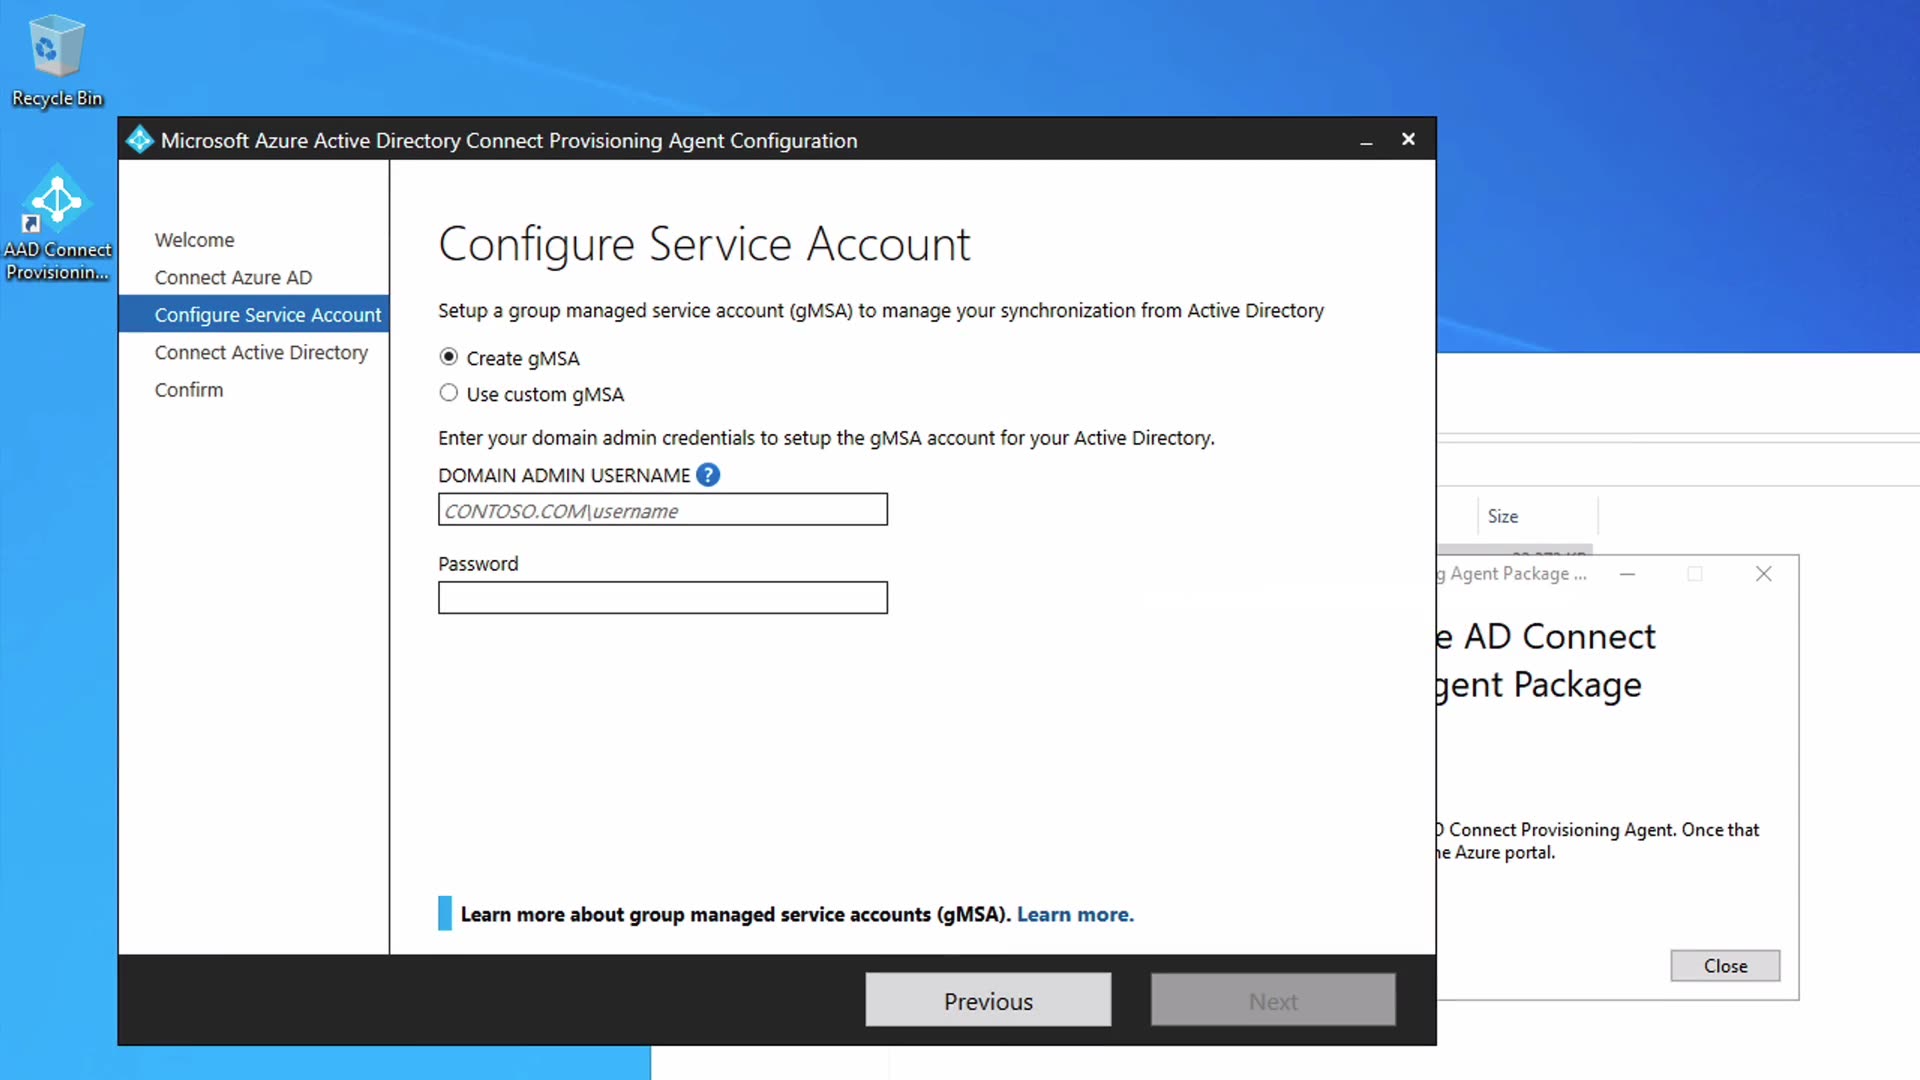 Recycle Bin
AAD Connect
Provisionin...
Microsoft Azure Active Directory Connect Provisioning Agent Configuration
Welcome
Connect Azure AD
Configure Service Account
Connect Active Directory
Confirm
Configure Service Account
Setup a group managed service account (gMSA) to manage your synchronization from Active Directory
Create gMSA
Use custom gMSA
Enter your domain admin credentials to setup the gMSA account for your Active Directory.
DOMAIN ADMIN USERNAME ?
CONTOSO.COM\username
Password
Learn more about group managed service accounts (gMSA). Learn more.
Previous
Next
Size
g Agent Package ...
e AD Connect
gent Package
D Connect Provisioning Agent. Once that
he Azure portal.
Close